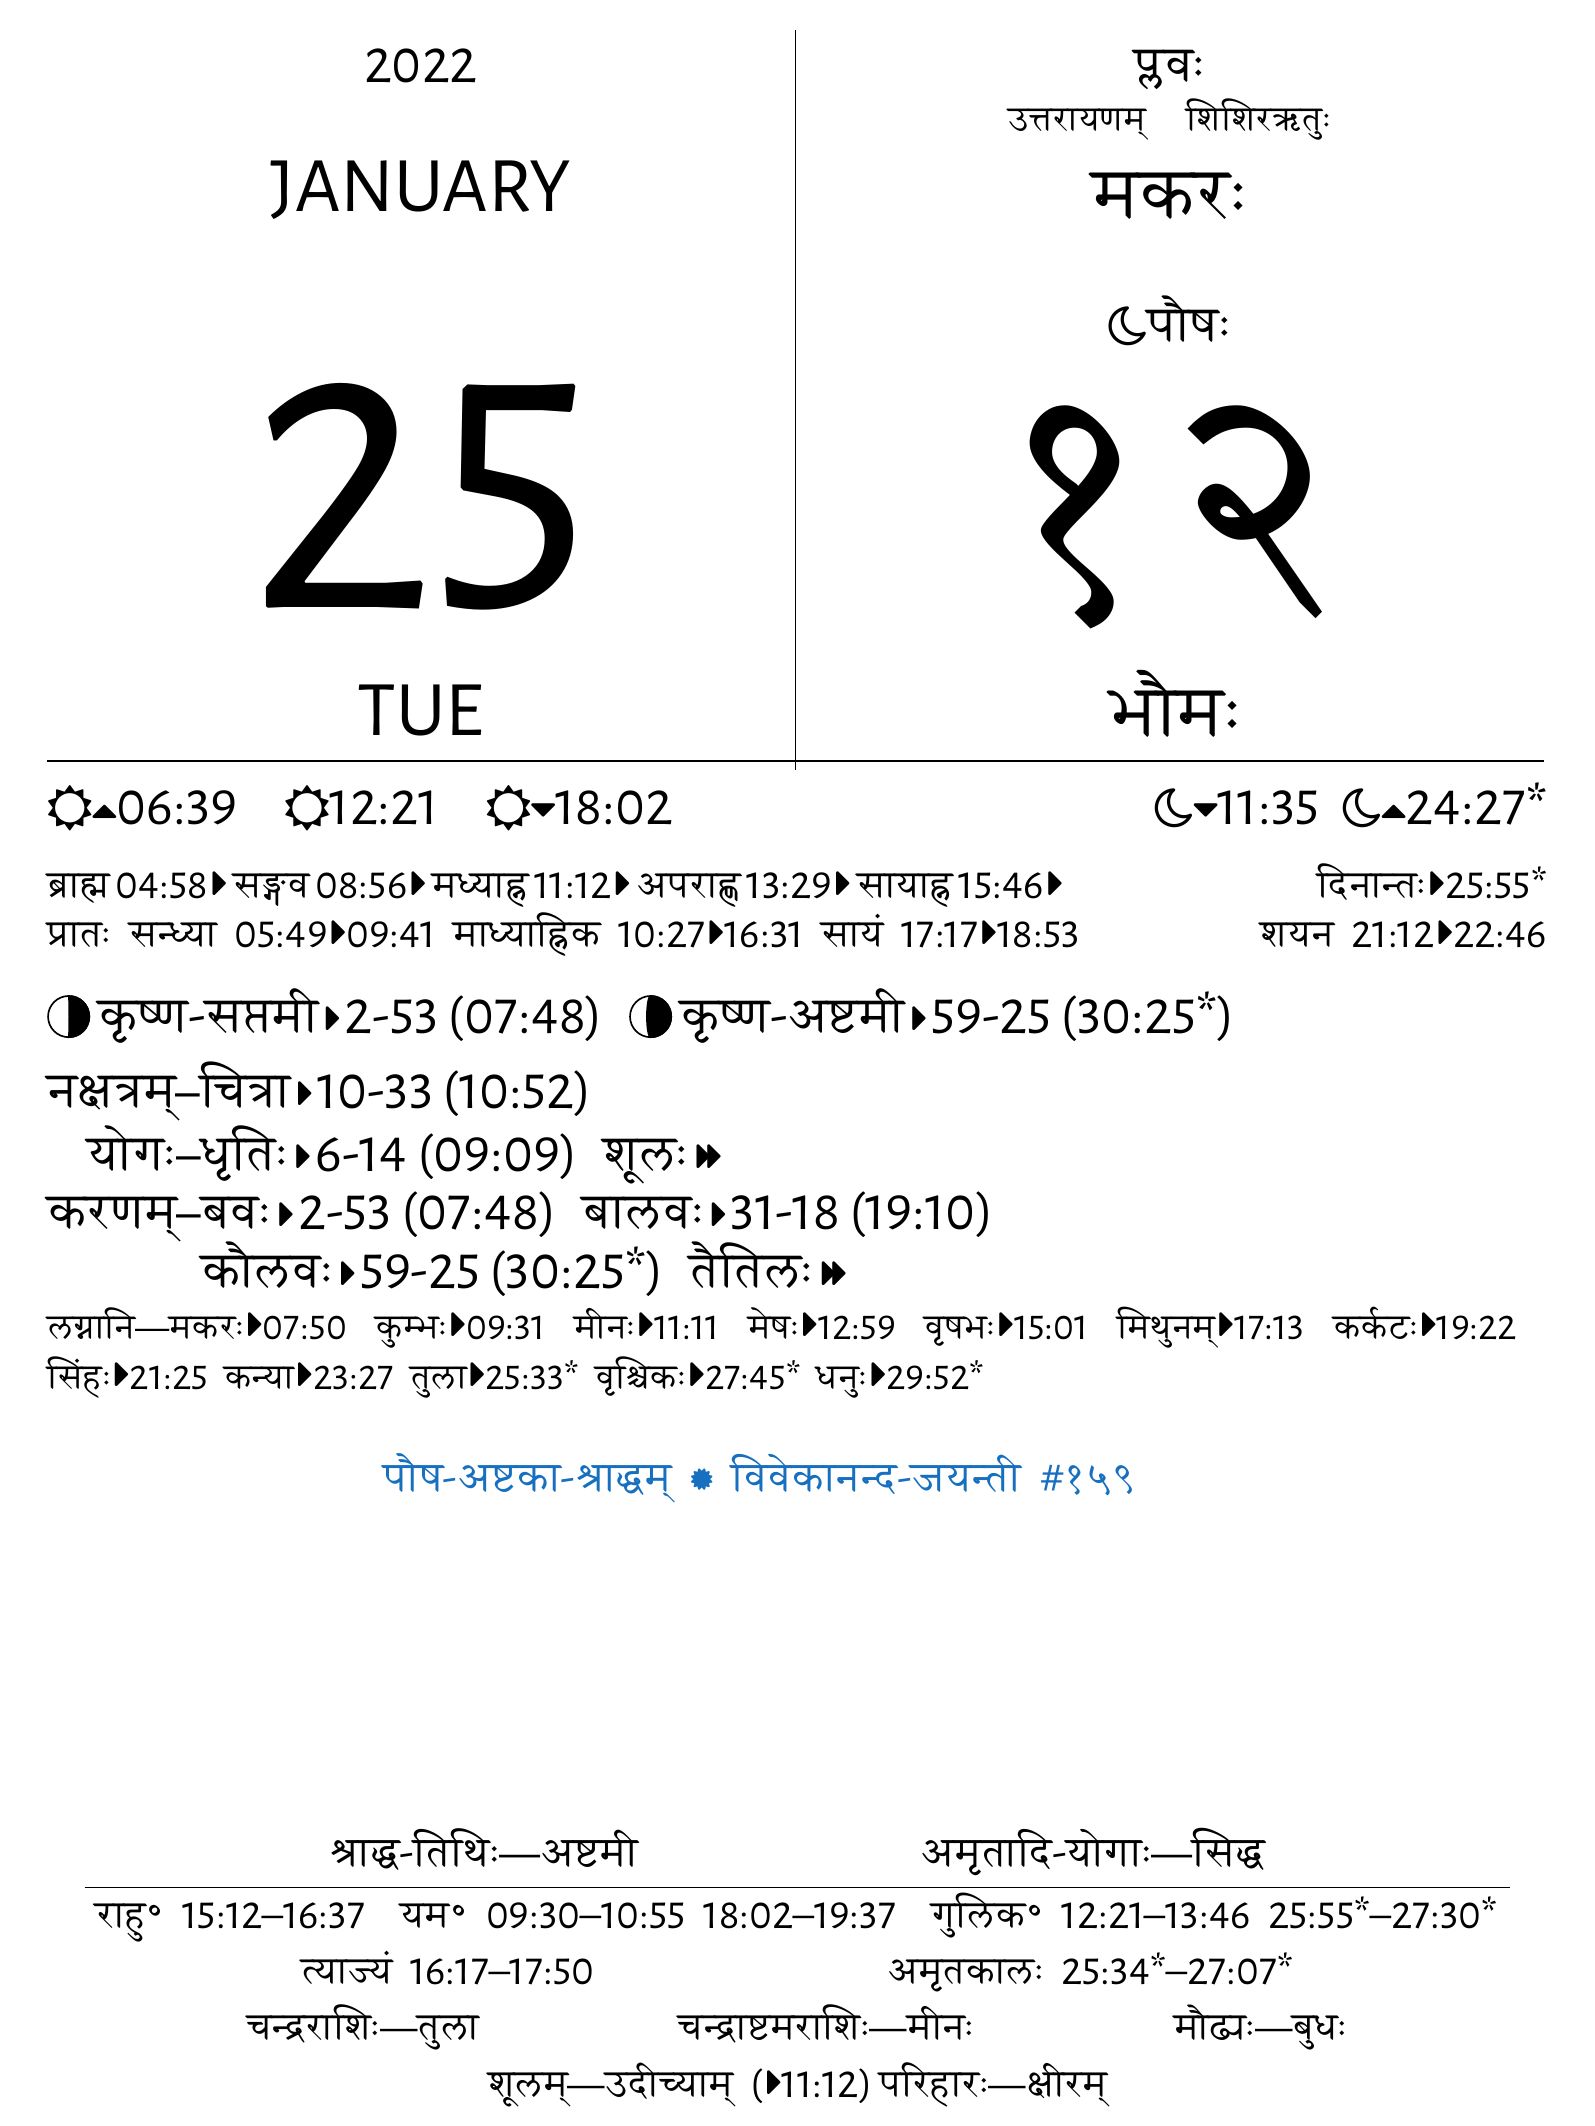 2022
JANUARY
25
TUE
प्लवः
उत्तरायणम् शिशिरऋतुः
मकरः
पौषः
१२
भौमः
06:39 12:21 18:02 11:35 24:27*
ब्राह्म 04:58 सङ्गव 08:56 मध्याह्न 11:12 अपराह्ण 13:29 सायाह्न 15:46 दिनान्तः 25:55*
प्रातः सन्ध्या 05:49 09:41 माध्याह्निक 10:27 16:31 सायं 17:17 18:53 शयन 21:12 22:46
कृष्ण-सप्तमी 2-53 (07:48) कृष्ण-अष्टमी 59-25 (30:25*)
नक्षत्रम्–चित्रा 10-33 (10:52)
योगः–धृतिः 6-14 (09:09) शूलः
करणम्–बवः 2-53 (07:48) बालवः 31-18 (19:10)
कौलवः 59-25 (30:25*) तैतिलः
लग्नानि—मकरः 07:50 कुम्भः 09:31 मीनः 11:11 मेषः 12:59 वृषभः 15:01 मिथुनम् 17:13 कर्कटः 19:22
सिंहः 21:25 कन्या 23:27 तुला 25:33* वृश्चिकः 27:45* धनुः 29:52*
पौष-अष्टका-श्राद्धम् विवेकानन्द-जयन्ती #१५९
श्राद्ध-तिथिः—अष्टमी अमृतादि-योगाः—सिद्ध
राहु॰ 15:12–16:37 यम॰ 09:30–10:55 18:02–19:37 गुलिक॰ 12:21–13:46 25:55*–27:30*
त्याज्यं 16:17–17:50 अमृतकालः 25:34*–27:07*
चन्द्रराशिः—तुला चन्द्राष्टमराशिः—मीनः मौढ्यः—बुधः
शूलम्—उदीच्याम् (11:12) परिहारः—क्षीरम्